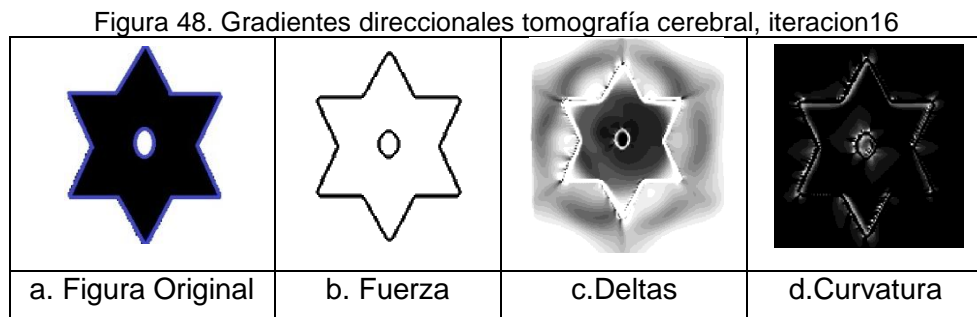 Figura 48. Gradientes direccionales tomografía cerebral, iteracion16
a. Figura Original
b. Fuerza
c.Deltas
d.Curvatura